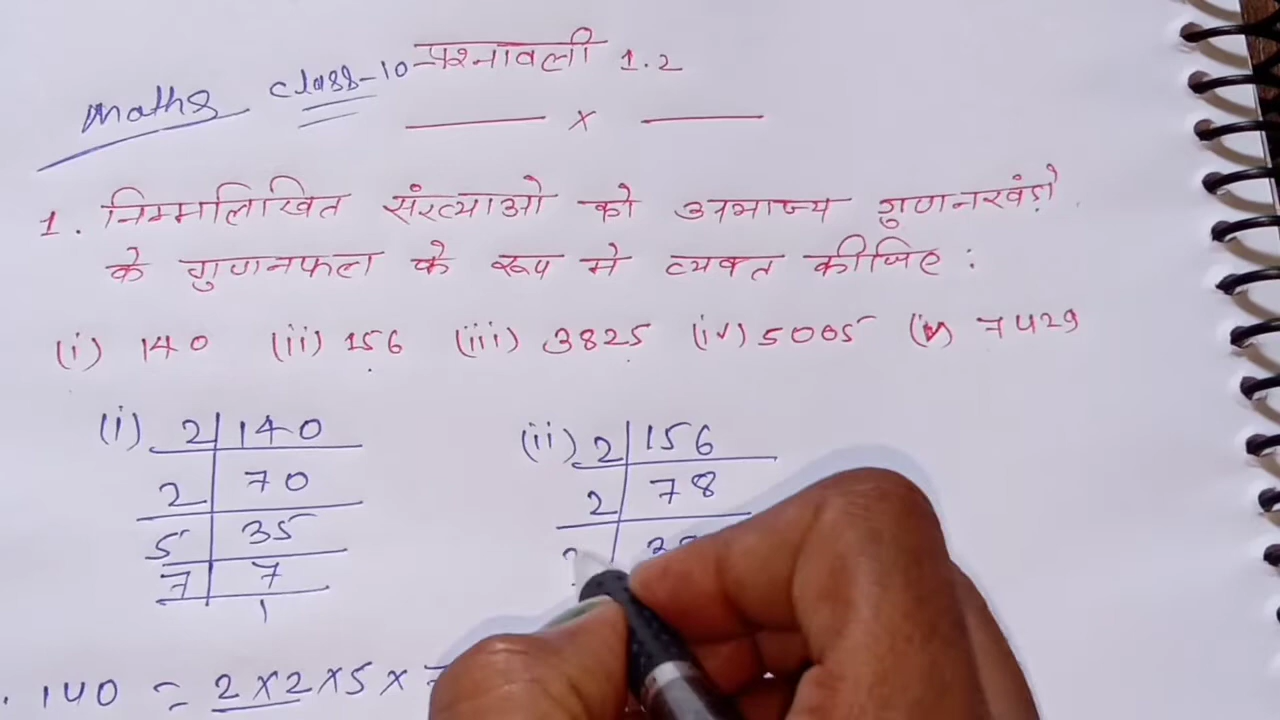 maths class-10 प्रश्नावली 1.2
x
1. निम्मलिखित संख्याओ को अभाज्य गुणनखंड़ो
के गुणनफल के रूप मे व्यक्त कीजिए :
(i) 140 (ii) 156 (iii) 3825 (iv) 5005 (v) 7429
(i) 2 140
2 70
5 35
7 7
1
(ii) 2 156
2 78
140 = 2 x 2 x 5 x